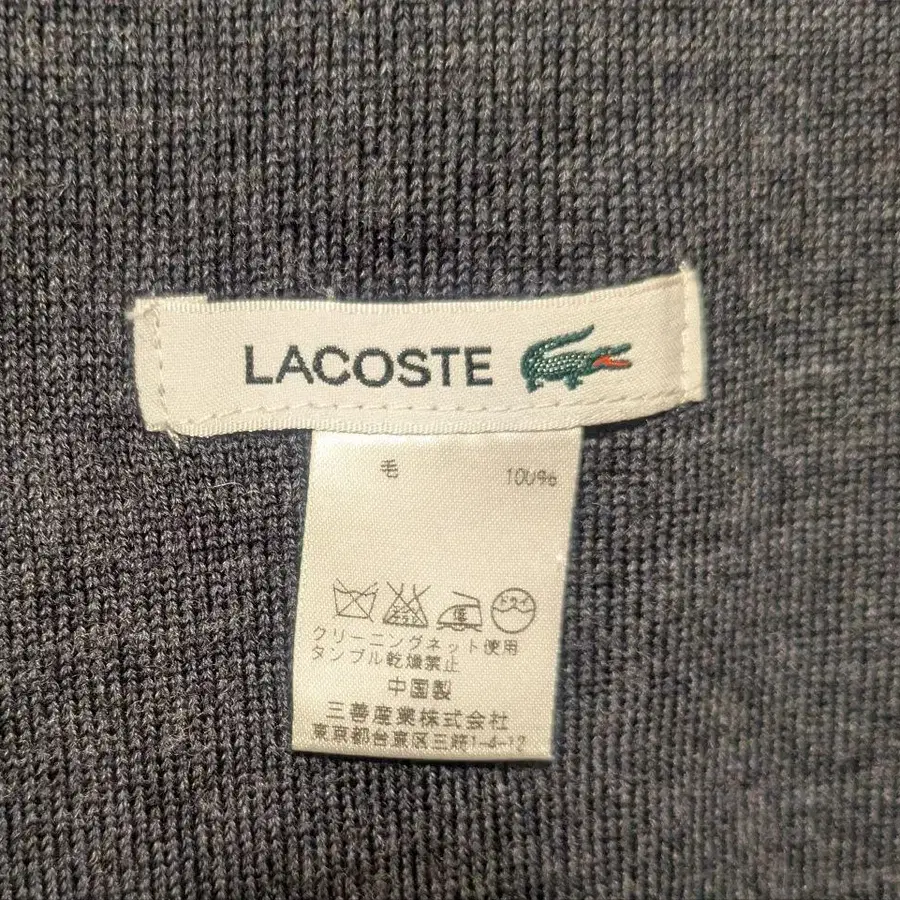 LACOSTE
毛 100%
クリーニングネット使用
タンブル乾燥禁止
中国製
三善産業株式会社
東京都台東区三筋1-4-12